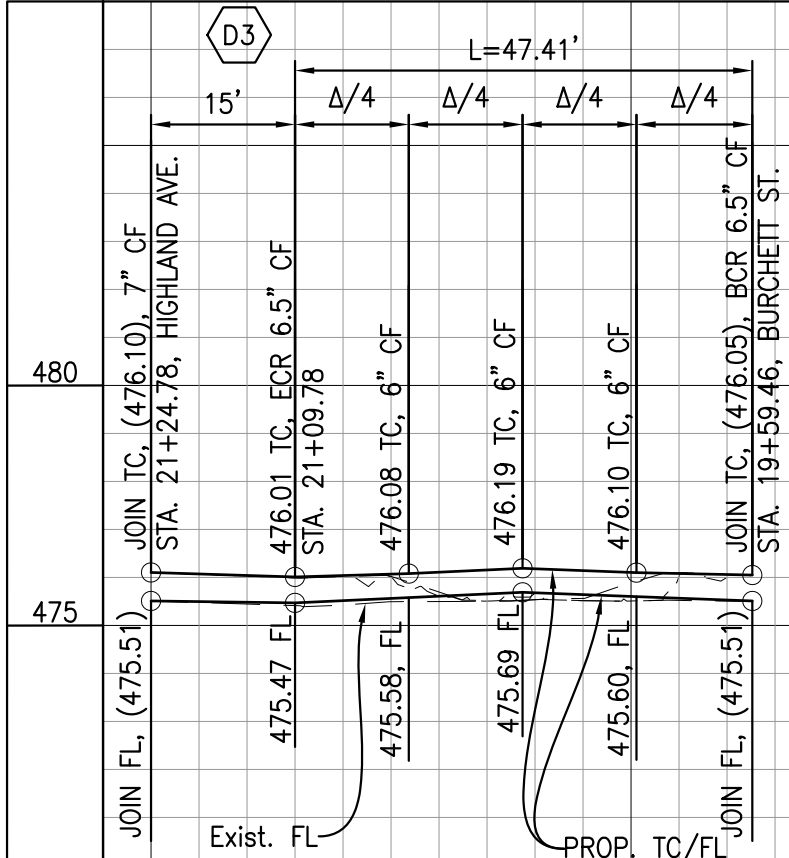 D3
L=47.41'
15'
Δ/4
Δ/4
Δ/4
Δ/4
JOIN TC, (476.10), 7" CF
STA. 21+24.78, HIGHLAND AVE.
476.01 TC, ECR 6.5" CF
STA. 21+09.78
476.08 TC, 6" CF
476.19 TC, 6" CF
476.10 TC, 6" CF
JOIN TC, (476.05), BCR 6.5" CF
STA. 19+59.46, BURCHETT ST.
480
475
JOIN FL, (475.51)
475.47 FL
475.58, FL
475.69 FL
475.60, FL
JOIN FL, (475.51)
Exist. FL
PROP. TC/FL